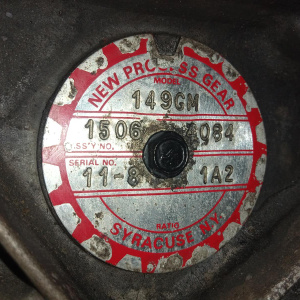 NEW PROCESS GEAR
MODEL
149GM
1506 4084
ASS'Y NO.
SERIAL NO.
11-8 1A2
RATIO
SYRACUSE N.Y.